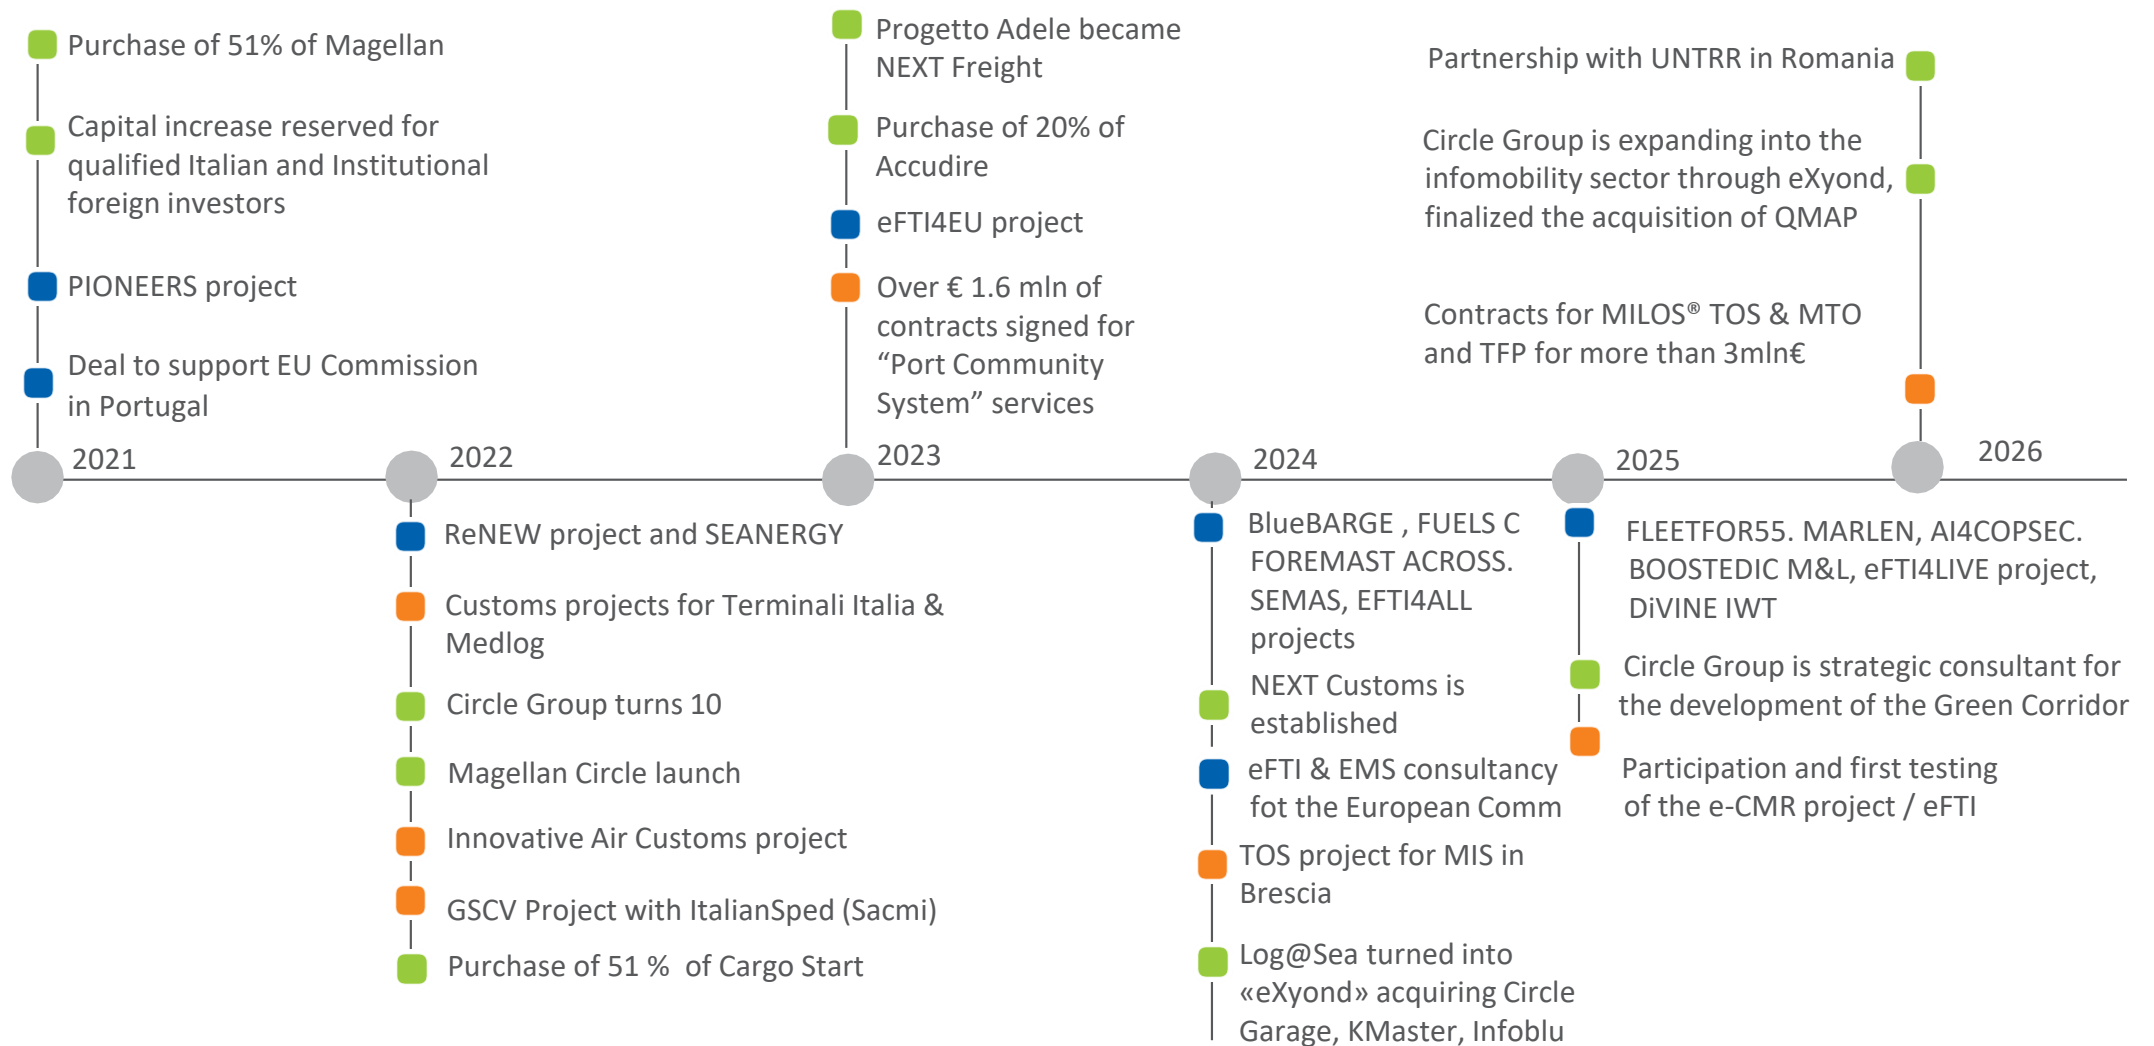 Purchase of 51% of Magellan
Capital increase reserved for
qualified Italian and Institutional
foreign investors
PIONEERS project
Deal to support EU Commission
in Portugal
2021
2022
ReNEW project and SEANERGY
Customs projects for Terminali Italia &
Medlog
Circle Group turns 10
Magellan Circle launch
Innovative Air Customs project
GSCV Project with ItalianSped (Sacmi)
Purchase of 51 % of Cargo Start
Progetto Adele became
NEXT Freight
Purchase of 20% of
Accudire
eFTI4EU project
Over € 1.6 mln of
contracts signed for
“Port Community
System” services
2023
2024
BlueBARGE , FUELS C
FOREMAST ACROSS.
SEMAS, EFTI4ALL
projects
NEXT Customs is
established
eFTI & EMS consultancy
fot the European Comm
TOS project for MIS in
Brescia
Log@Sea turned into
«eXyond» acquiring Circle
Garage, KMaster, Infoblu
2025
FLEETFOR55. MARLEN, AI4COPSEC.
BOOSTEDIC M&L, eFTI4LIVE project,
DiVINE IWT
Circle Group is strategic consultant for
the development of the Green Corridor
Participation and first testing
of the e-CMR project / eFTI
Partnership with UNTRR in Romania
Circle Group is expanding into the
infomobility sector through eXyond,
finalized the acquisition of QMAP
Contracts for MILOS® TOS & MTO
and TFP for more than 3mln€
2026